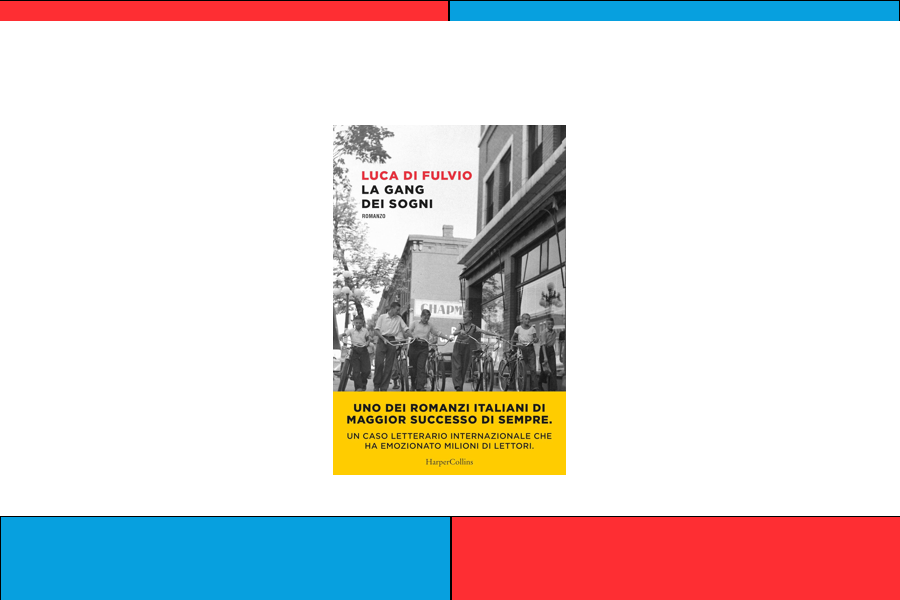 LUCA DI FULVIO
LA GANG
DEI SOGNI
ROMANZO
CHAPM
UNO DEI ROMANZI ITALIANI DI
MAGGIOR SUCCESSO DI SEMPRE.
UN CASO LETTERARIO INTERNAZIONALE CHE
HA EMOZIONATO MILIONI DI LETTORI.
HarperCollins